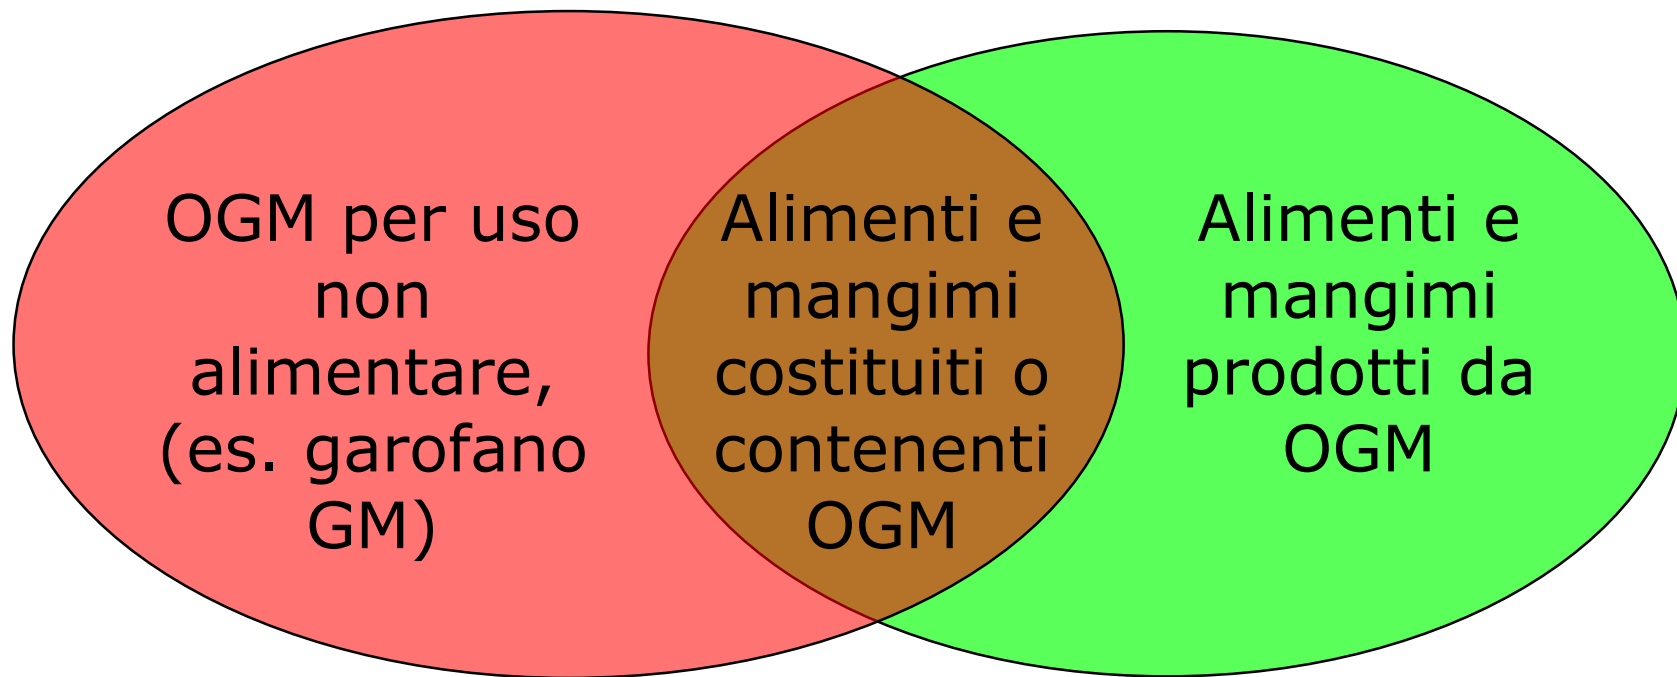 OGM per uso
non
alimentare,
(es. garofano
GM)
Alimenti e
mangimi
costituiti o
contenenti
OGM
Alimenti e
mangimi
prodotti da
OGM